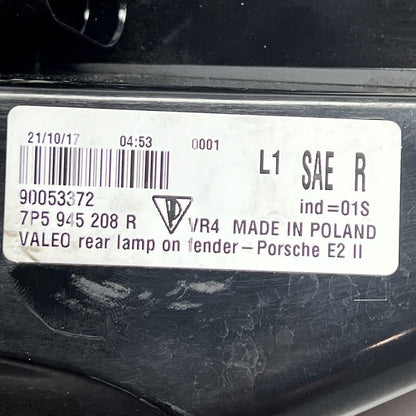 21/10/17 04:53 0001
L1 SAE R
90053372 ind=01S
7P5 945 208 R VR4 MADE IN POLAND
VALEO rear lamp on fender-Porsche E2 II